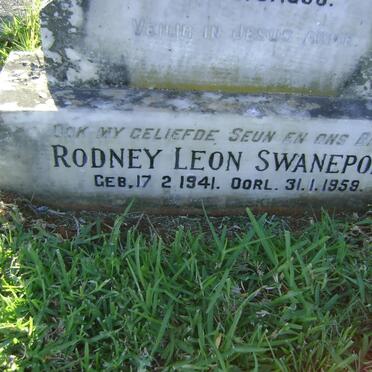 VEILIG IN JESUS ARMS.
OOK MY GELIEFDE SEUN EN ONS
RODNEY LEON SWANEPO
GEB. 17 2 1941. OORL. 31.1.1959.